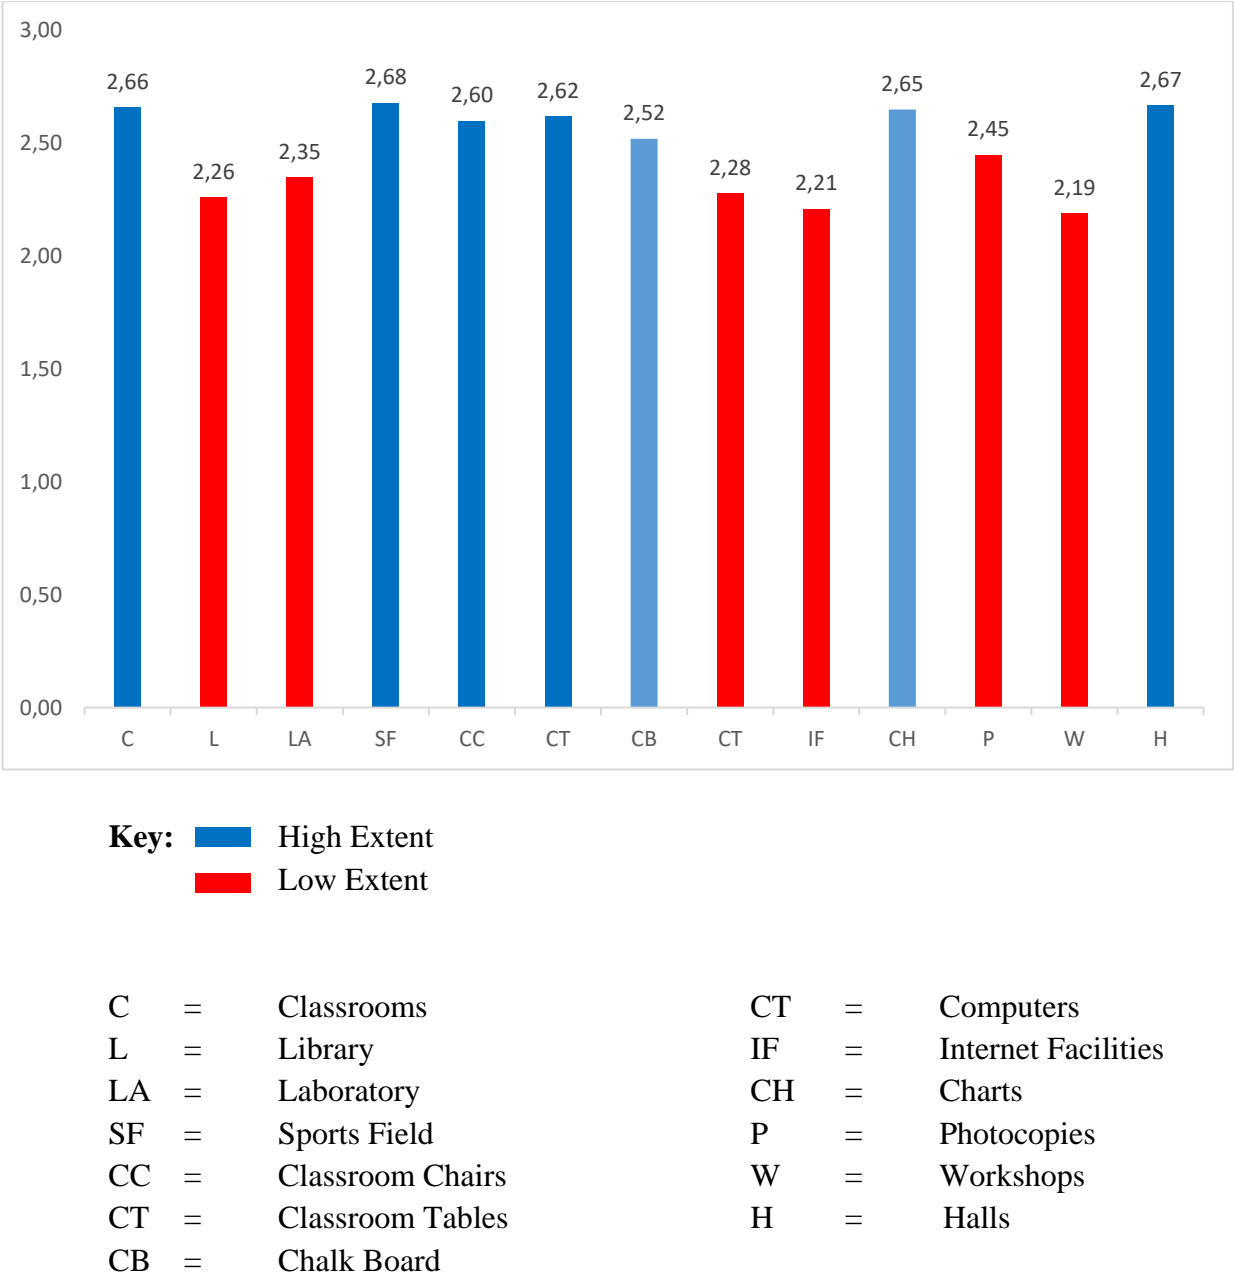 3,00
2,50
2,00
1,50
1,00
0,50
0,00
2,66
2,26
2,35
2,68
2,60
2,62
2,52
2,28
2,21
2,65
2,45
2,19
2,67
C L LA SF CC CT CB CT IF CH P W H
Key: High Extent
Low Extent
C = Classrooms
L = Library
LA = Laboratory
SF = Sports Field
CC = Classroom Chairs
CT = Classroom Tables
CB = Chalk Board
CT = Computers
IF = Internet Facilities
CH = Charts
P = Photocopies
W = Workshops
H = Halls